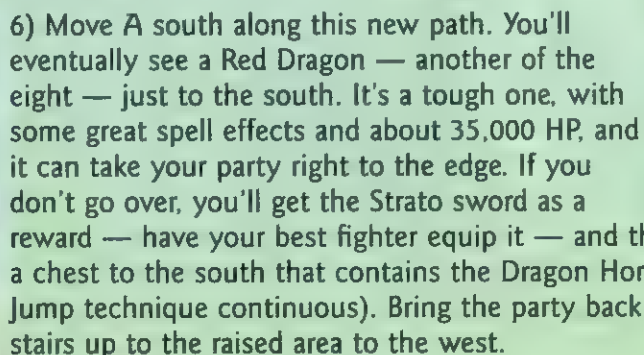 6) Move A south along this new path. You'll
eventually see a Red Dragon — another of the
eight — just to the south. It's a tough one, with
some great spell effects and about 35,000 HP, and
it can take your party right to the edge. If you
don't go over, you'll get the Strato sword as a
reward — have your best fighter equip it — and
a chest to the south that contains the Dragon
Jump technique continuous). Bring the party back
stairs up to the raised area to the west.